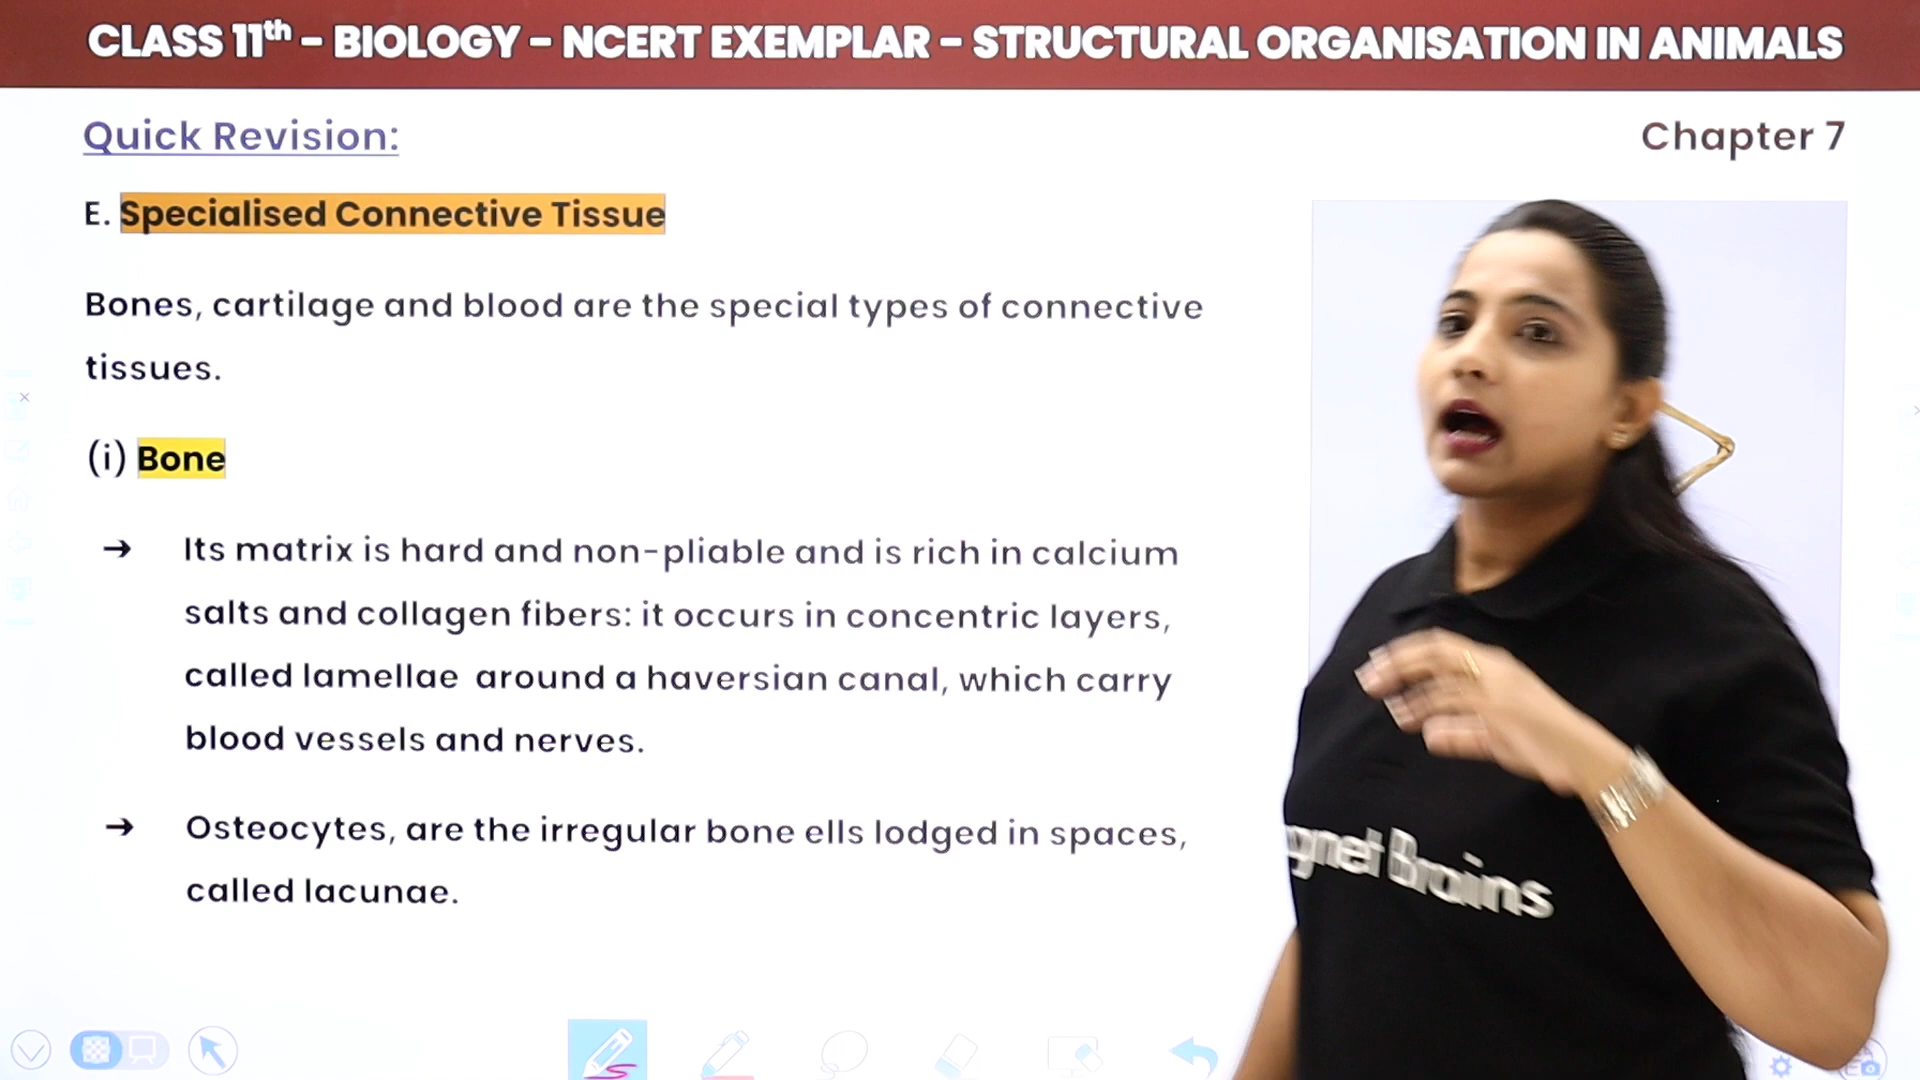 CLASS 11th - BIOLOGY - NCERT EXEMPLAR - STRUCTURAL ORGANISATION IN ANIMALS
Quick Revision:
Chapter 7
E. Specialised Connective Tissue
Bones, cartilage and blood are the special types of connective
tissues.
(i) Bone
→ Its matrix is hard and non-pliable and is rich in calcium
salts and collagen fibers: it occurs in concentric layers,
called lamellae around a haversian canal, which carry
blood vessels and nerves.
→ Osteocytes, are the irregular bone ells lodged in spaces,
called lacunae.
gnet Brains